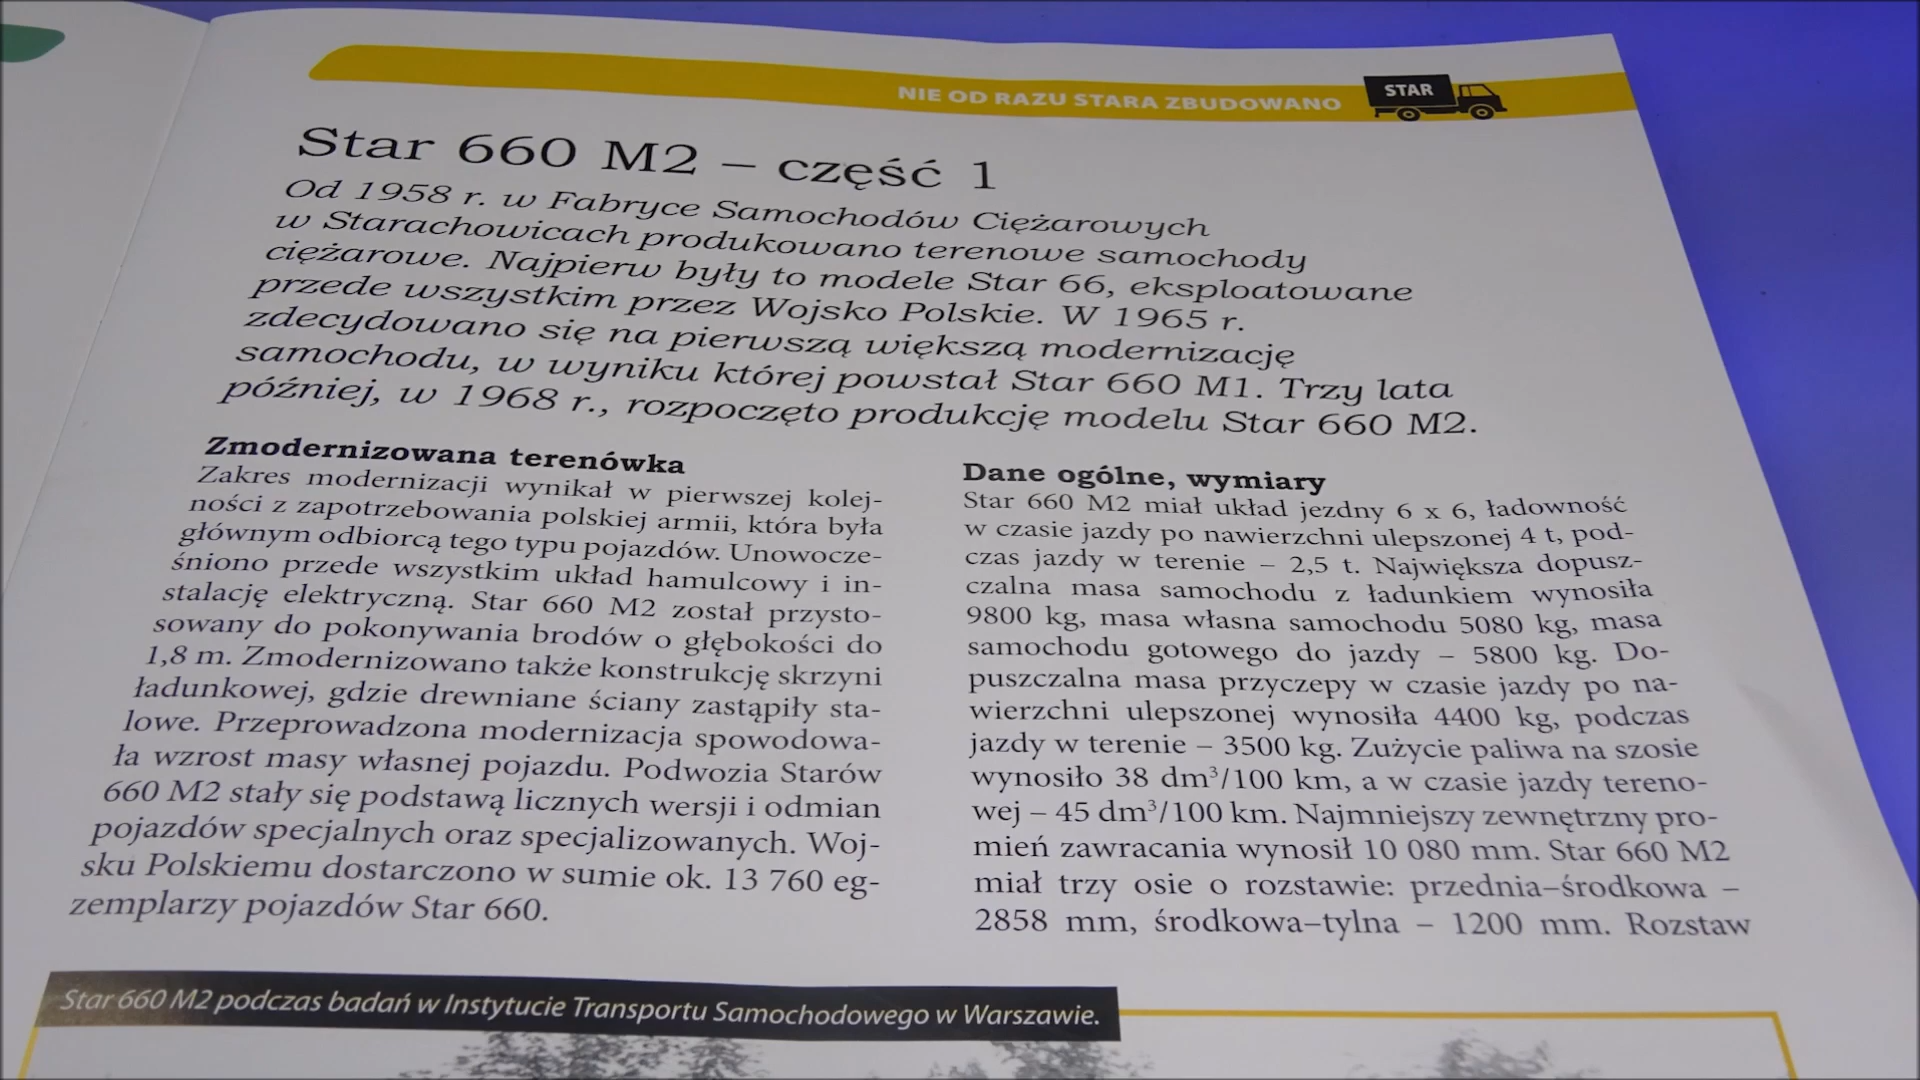 NIE OD RAZU STARA ZBUDOWANO
STAR
Star 660 M2 – część 1
Od 1958 r. w Fabryce Samochodów Ciężarowych
w Starachowicach produkowano terenowe samochody
ciężarowe. Najpierw były to modele Star 66, eksploatowane
przede wszystkim przez Wojsko Polskie. W 1965 r.
zdecydowano się na pierwszą większą modernizację
samochodu, w wyniku której powstał Star 660 M1. Trzy lata
później, w 1968 r., rozpoczęto produkcję modelu Star 660 M2.
Zmodernizowana terenówka
Zakres modernizacji wynikał w pierwszej kolej-
ności z zapotrzebowania polskiej armii, która była
głównym odbiorcą tego typu pojazdów. Unowocze-
śniono przede wszystkim układ hamulcowy i in-
stalację elektryczną. Star 660 M2 został przysto-
sowany do pokonywania brodów o głębokości do
1,8 m. Zmodernizowano także konstrukcję skrzyni
ładunkowej, gdzie drewniane ściany zastąpiły sta-
lowe. Przeprowadzona modernizacja spowodowa-
ła wzrost masy własnej pojazdu. Podwozia Starów
660 M2 stały się podstawą licznych wersji i odmian
pojazdów specjalnych oraz specjalizowanych. Woj-
sku Polskiemu dostarczono w sumie ok. 13 760 eg-
zemplarzy pojazdów Star 660.
Dane ogólne, wymiary
Star 660 M2 miał układ jezdny 6 x 6, ładowność
w czasie jazdy po nawierzchni ulepszonej 4 t, pod-
czas jazdy w terenie – 2,5 t. Największa dopusz-
czalna masa samochodu z ładunkiem wynosiła
9800 kg, masa własna samochodu 5080 kg, masa
samochodu gotowego do jazdy – 5800 kg. Do-
puszczalna masa przyczepy w czasie jazdy po na-
wierzchni ulepszonej wynosiła 4400 kg, podczas
jazdy w terenie – 3500 kg. Zużycie paliwa na szosie
wynosiło 38 dm³/100 km, a w czasie jazdy tereno-
wej – 45 dm³/100 km. Najmniejszy zewnętrzny pro-
mień zawracania wynosił 10 080 mm. Star 660 M2
miał trzy osie o rozstawie: przednia–środkowa –
2858 mm, środkowa–tylna – 1200 mm. Rozstaw
Star 660 M2 podczas badań w Instytucie Transportu Samochodowego w Warszawie.